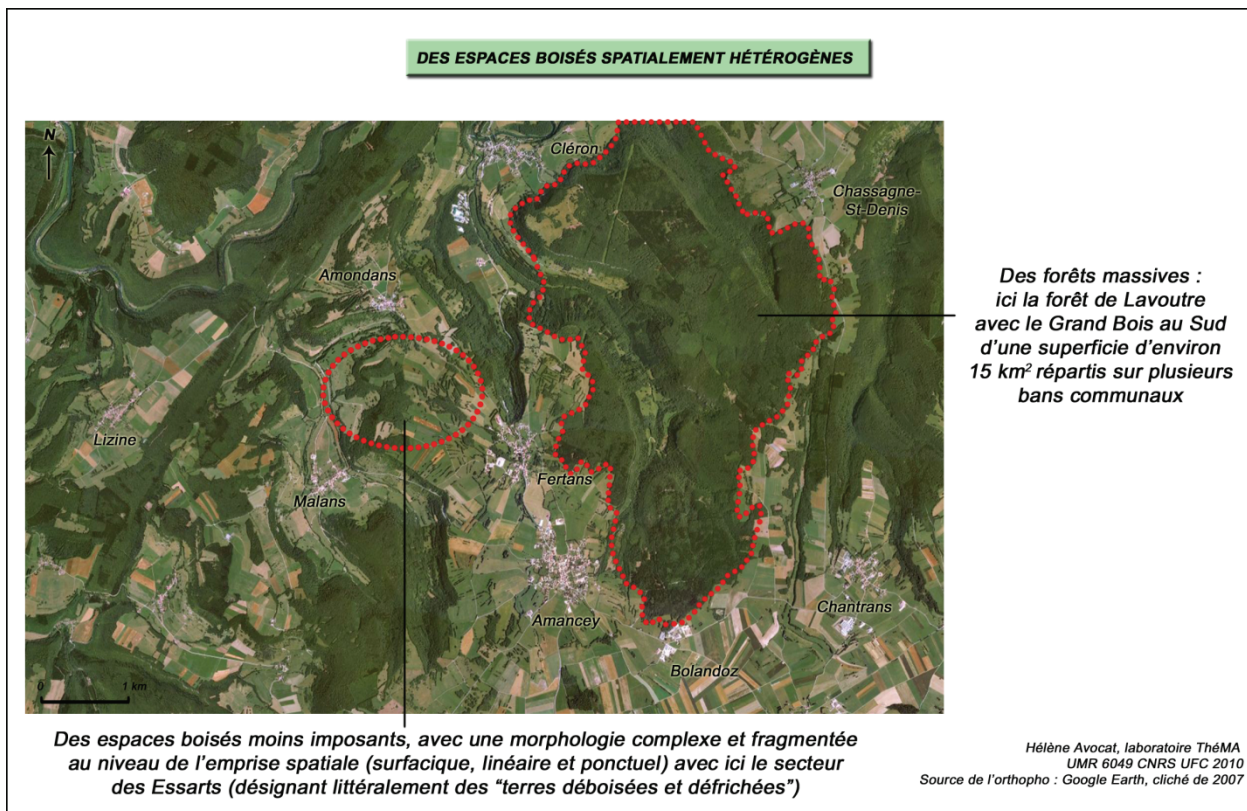 DES ESPACES BOISÉS SPATIALEMENT HÉTÉROGÈNES
N
Cléron
Chassagne-
St-Denis
Amondans
Des forêts massives :
ici la forêt de Lavoutre
avec le Grand Bois au Sud
d'une superficie d'environ
15 km² répartis sur plusieurs
bans communaux
Lizine
Malans
Fertans
Amancey
Chantrans
Bolandoz
0 1 km
Des espaces boisés moins imposants, avec une morphologie complexe et fragmentée
au niveau de l'emprise spatiale (surfacique, linéaire et ponctuel) avec ici le secteur
des Essarts (désignant littéralement des "terres déboisées et défrichées")
Hélène Avocat, laboratoire ThéMA
UMR 6049 CNRS UFC 2010
Source de l'orthopho : Google Earth, cliché de 2007